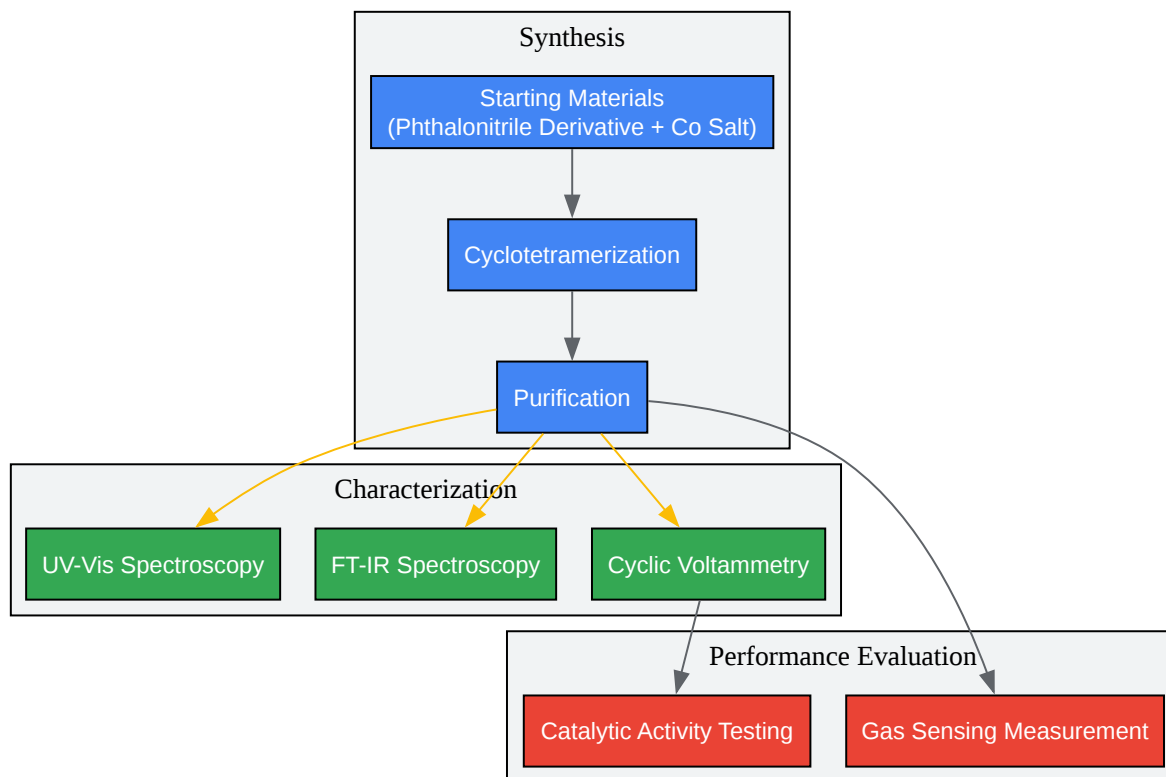 Synthesis
Starting Materials
(Phthalonitrile Derivative + Co Salt)
Cyclotetramerization
Purification
Characterization
UV-Vis Spectroscopy
FT-IR Spectroscopy
Cyclic Voltammetry
Performance Evaluation
Catalytic Activity Testing
Gas Sensing Measurement